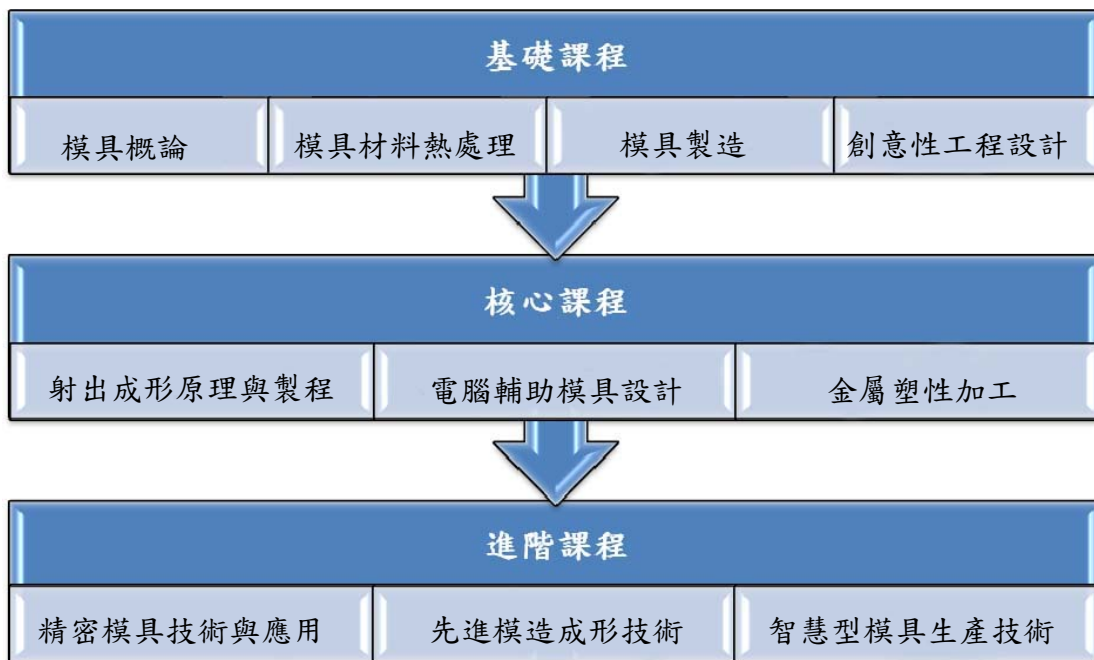 基礎課程
模具概論 模具材料熱處理 模具製造 創意性工程設計
核心課程
射出成形原理與製程 電腦輔助模具設計 金屬塑性加工
進階課程
精密模具技術與應用 先進模造成形技術 智慧型模具生產技術